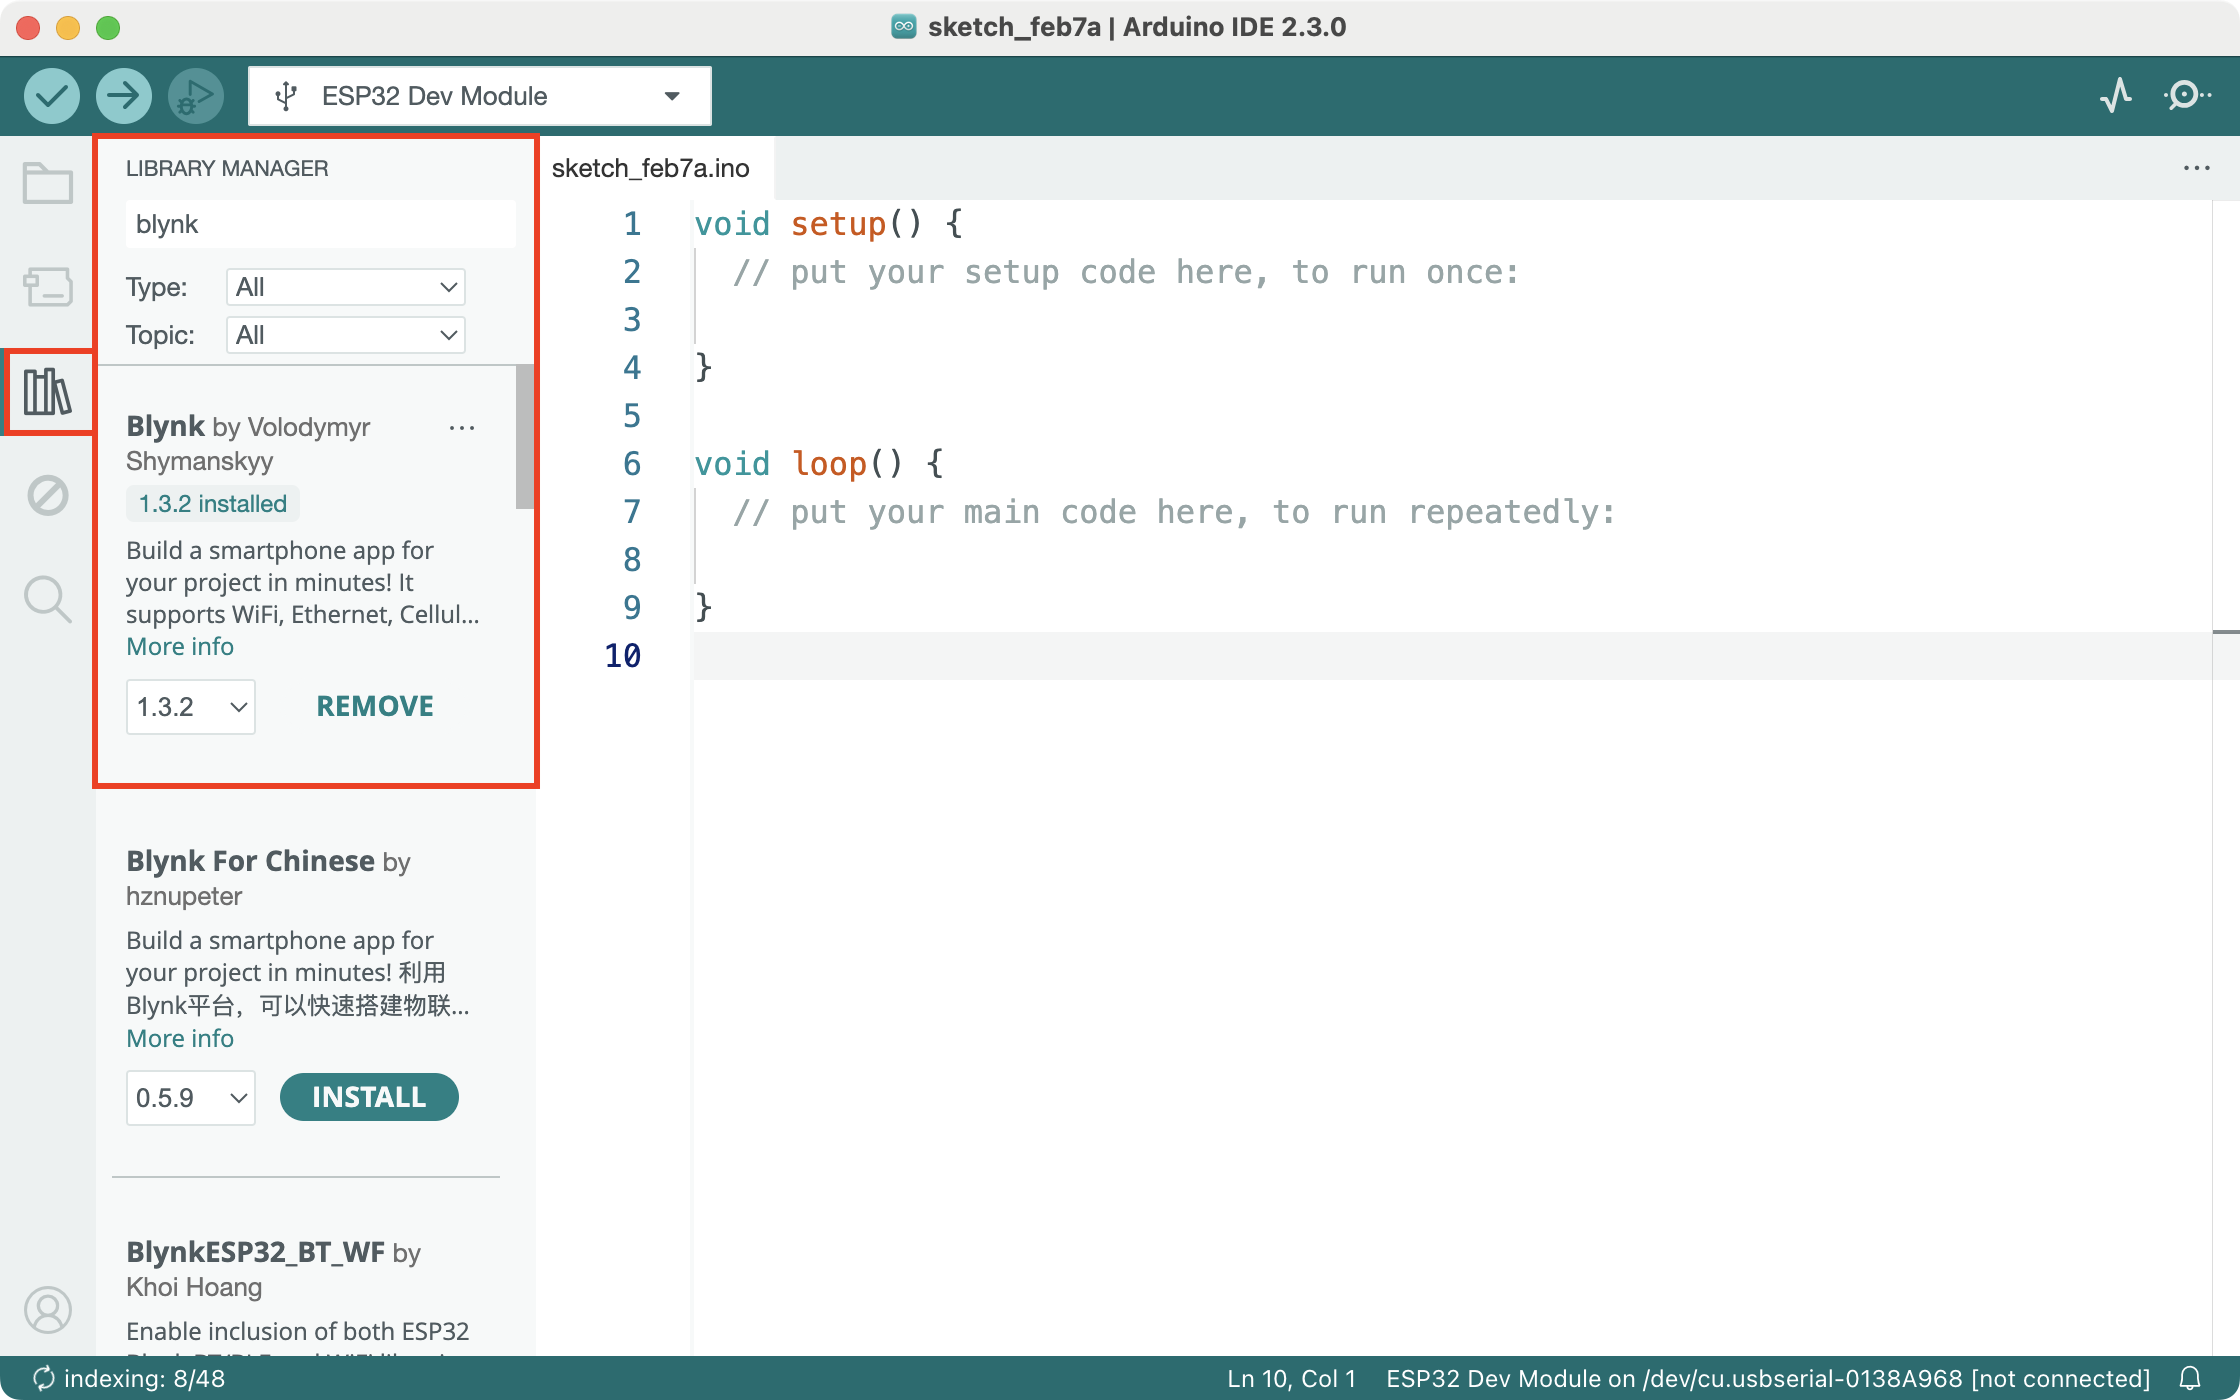 sketch_feb7a | Arduino IDE 2.3.0
ESP32 Dev Module
LIBRARY MANAGER
blynk
Type: All
Topic: All
Blynk by Volodymyr
Shymanskyy
1.3.2 installed
Build a smartphone app for
your project in minutes! It
supports WiFi, Ethernet, Cellul...
More info
1.3.2 REMOVE
Blynk For Chinese by
hznupeter
Build a smartphone app for
your project in minutes! 利用
Blynk平台，可以快速搭建物联...
More info
0.5.9 INSTALL
BlynkESP32_BT_WF by
Khoi Hoang
Enable inclusion of both ESP32
sketch_feb7a.ino
1 void setup() {
2 // put your setup code here, to run once:
3
4 }
5
6 void loop() {
7 // put your main code here, to run repeatedly:
8
9 }
10
indexing: 8/48
Ln 10, Col 1 ESP32 Dev Module on /dev/cu.usbserial-0138A968 [not connected]